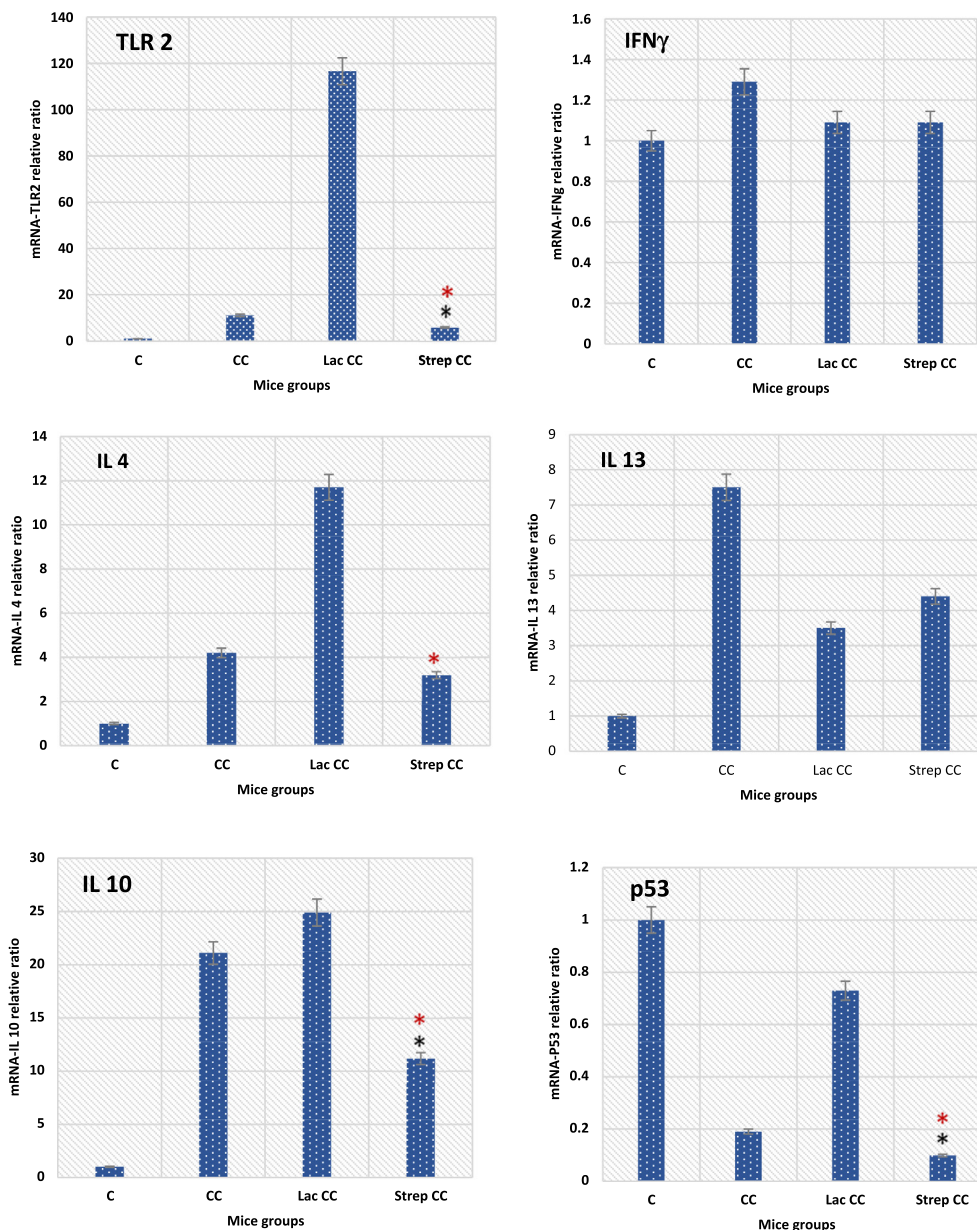 TLR 2
mRNA-TLR2 relative ratio
140
120
100
80
60
40
20
0
C CC Lac CC Strep CC
Mice groups
* *
IFNγ
mRNA-IFNg relative ratio
1.6
1.4
1.2
1
0.8
0.6
0.4
0.2
0
C CC Lac CC Strep CC
Mice groups
IL 4
mRNA-IL 4 relative ratio
14
12
10
8
6
4
2
0
*
C CC Lac CC Strep CC
Mice groups
IL 13
mRNA-IL 13 relative ratio
9
8
7
6
5
4
3
2
1
0
C CC Lac CC Strep CC
Mice groups
IL 10
mRNA-IL 10 relative ratio
30
25
20
15
10
5
0
*
*
C CC Lac CC Strep CC
Mice groups
p53
mRNA-P53 relative ratio
1.2
1
0.8
0.6
0.4
0.2
0
*
*
C CC Lac CC Strep CC
Mice groups